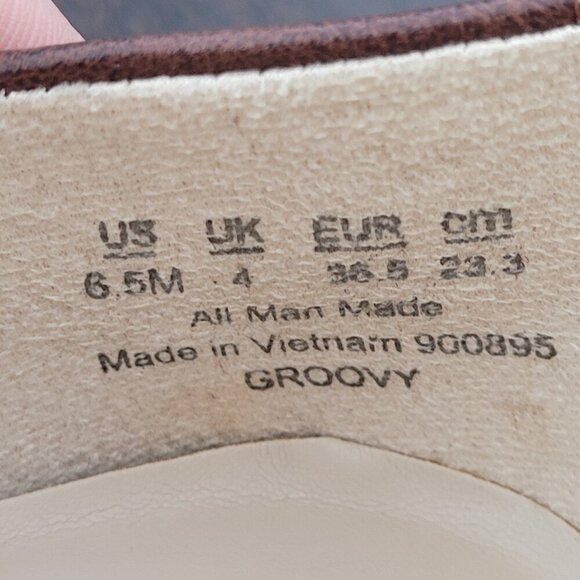 US UK EUR cm
6.5M 4 36.5 23.3
All Man Made
Made in Vietnam 900895
GROOVY